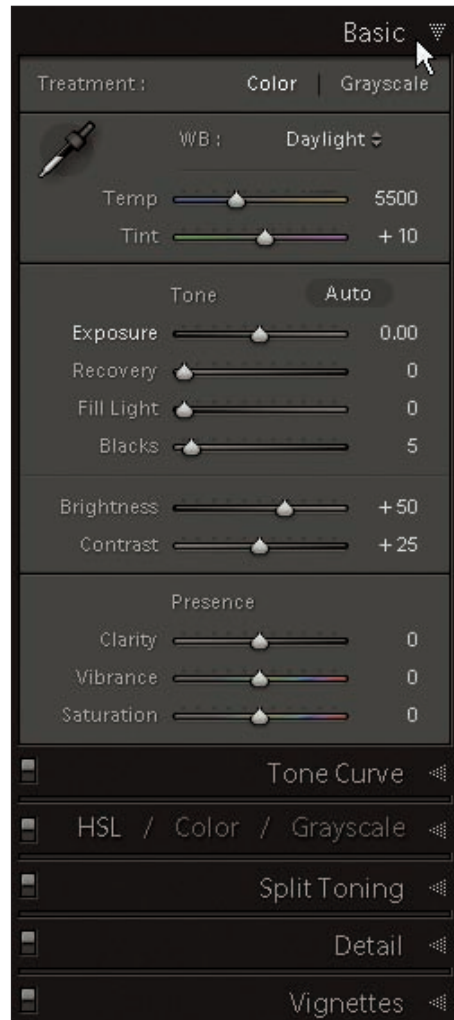 Basic
Treatment : Color | Grayscale
WB : Daylight
Temp 5500
Tint + 10
Tone Auto
Exposure 0.00
Recovery 0
Fill Light 0
Blacks 5
Brightness + 50
Contrast + 25
Presence
Clarity 0
Vibrance 0
Saturation 0
Tone Curve
HSL / Color / Grayscale
Split Toning
Detail
Vignettes